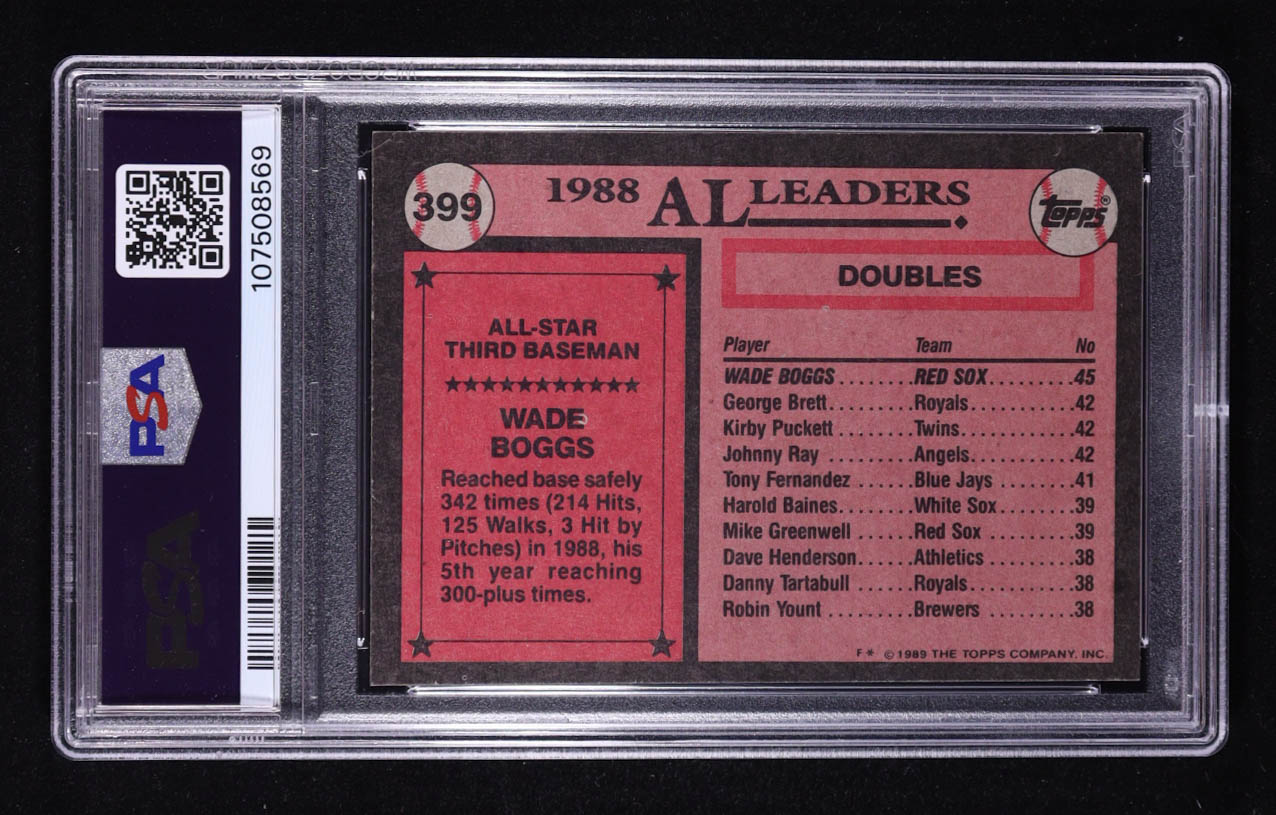 107508569
PSA
PSA
399
1988 AL LEADERS
TOPPS®
DOUBLES
ALL-STAR
THIRD BASEMAN
★★★★★★★★★★★
WADE
BOGGS
Reached base safely
342 times (214 Hits,
125 Walks, 3 Hit by
Pitches) in 1988, his
5th year reaching
300-plus times.
Player Team No
WADE BOGGS........RED SOX.........45
George Brett........Royals...........42
Kirby Puckett........Twins............42
Johnny Ray........Angels...........42
Tony Fernandez.......Blue Jays........41
Harold Baines.......White Sox........39
Mike Greenwell......Red Sox.........39
Dave Henderson......Athletics........38
Danny Tartabull......Royals...........38
Robin Yount.........Brewers.........38
F* ©1989 THE TOPPS COMPANY, INC.